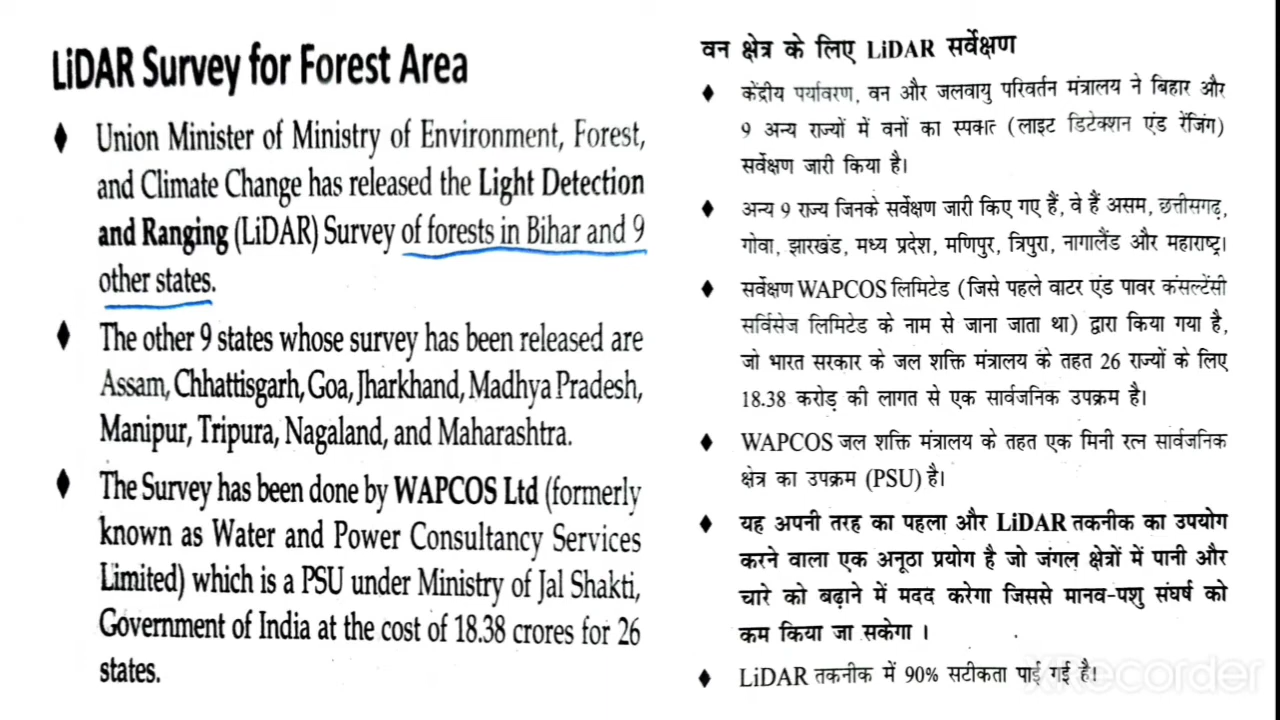 LiDAR Survey for Forest Area
♦ Union Minister of Ministry of Environment, Forest,
and Climate Change has released the Light Detection
and Ranging (LiDAR) Survey of forests in Bihar and 9
other states.
♦ The other 9 states whose survey has been released are
Assam, Chhattisgarh, Goa, Jharkhand, Madhya Pradesh,
Manipur, Tripura, Nagaland, and Maharashtra.
♦ The Survey has been done by WAPCOS Ltd (formerly
known as Water and Power Consultancy Services
Limited) which is a PSU under Ministry of Jal Shakti,
Government of India at the cost of 18.38 crores for 26
states.
वन क्षेत्र के लिए LiDAR सर्वेक्षण
♦ केंद्रीय पर्यावरण, वन और जलवायु परिवर्तन मंत्रालय ने बिहार और
9 अन्य राज्यों में वनों का स्पकात (लाइट डिटेक्शन एंड रेंजिंग)
सर्वेक्षण जारी किया है।
♦ अन्य 9 राज्य जिनके सर्वेक्षण जारी किए गए हैं, वे हैं असम, छत्तीसगढ़,
गोवा, झारखंड, मध्य प्रदेश, मणिपुर, त्रिपुरा, नागालैंड और महाराष्ट्र।
♦ सर्वेक्षण WAPCOS लिमिटेड (जिसे पहले वाटर एंड पावर कंसल्टेंसी
सर्विसेज लिमिटेड के नाम से जाना जाता था) द्वारा किया गया है,
जो भारत सरकार के जल शक्ति मंत्रालय के तहत 26 राज्यों के लिए
18.38 करोड़ की लागत से एक सार्वजनिक उपक्रम है।
♦ WAPCOS जल शक्ति मंत्रालय के तहत एक मिनी रत्न सार्वजनिक
क्षेत्र का उपक्रम (PSU) है।
♦ यह अपनी तरह का पहला और LiDAR तकनीक का उपयोग
करने वाला एक अनूठा प्रयोग है जो जंगल क्षेत्रों में पानी और
चारे को बढ़ाने में मदद करेगा जिससे मानव-पशु संघर्ष को
कम किया जा सकेगा ।
♦ LiDAR तकनीक में 90% सटीकता पाई गई है।
XRecorder